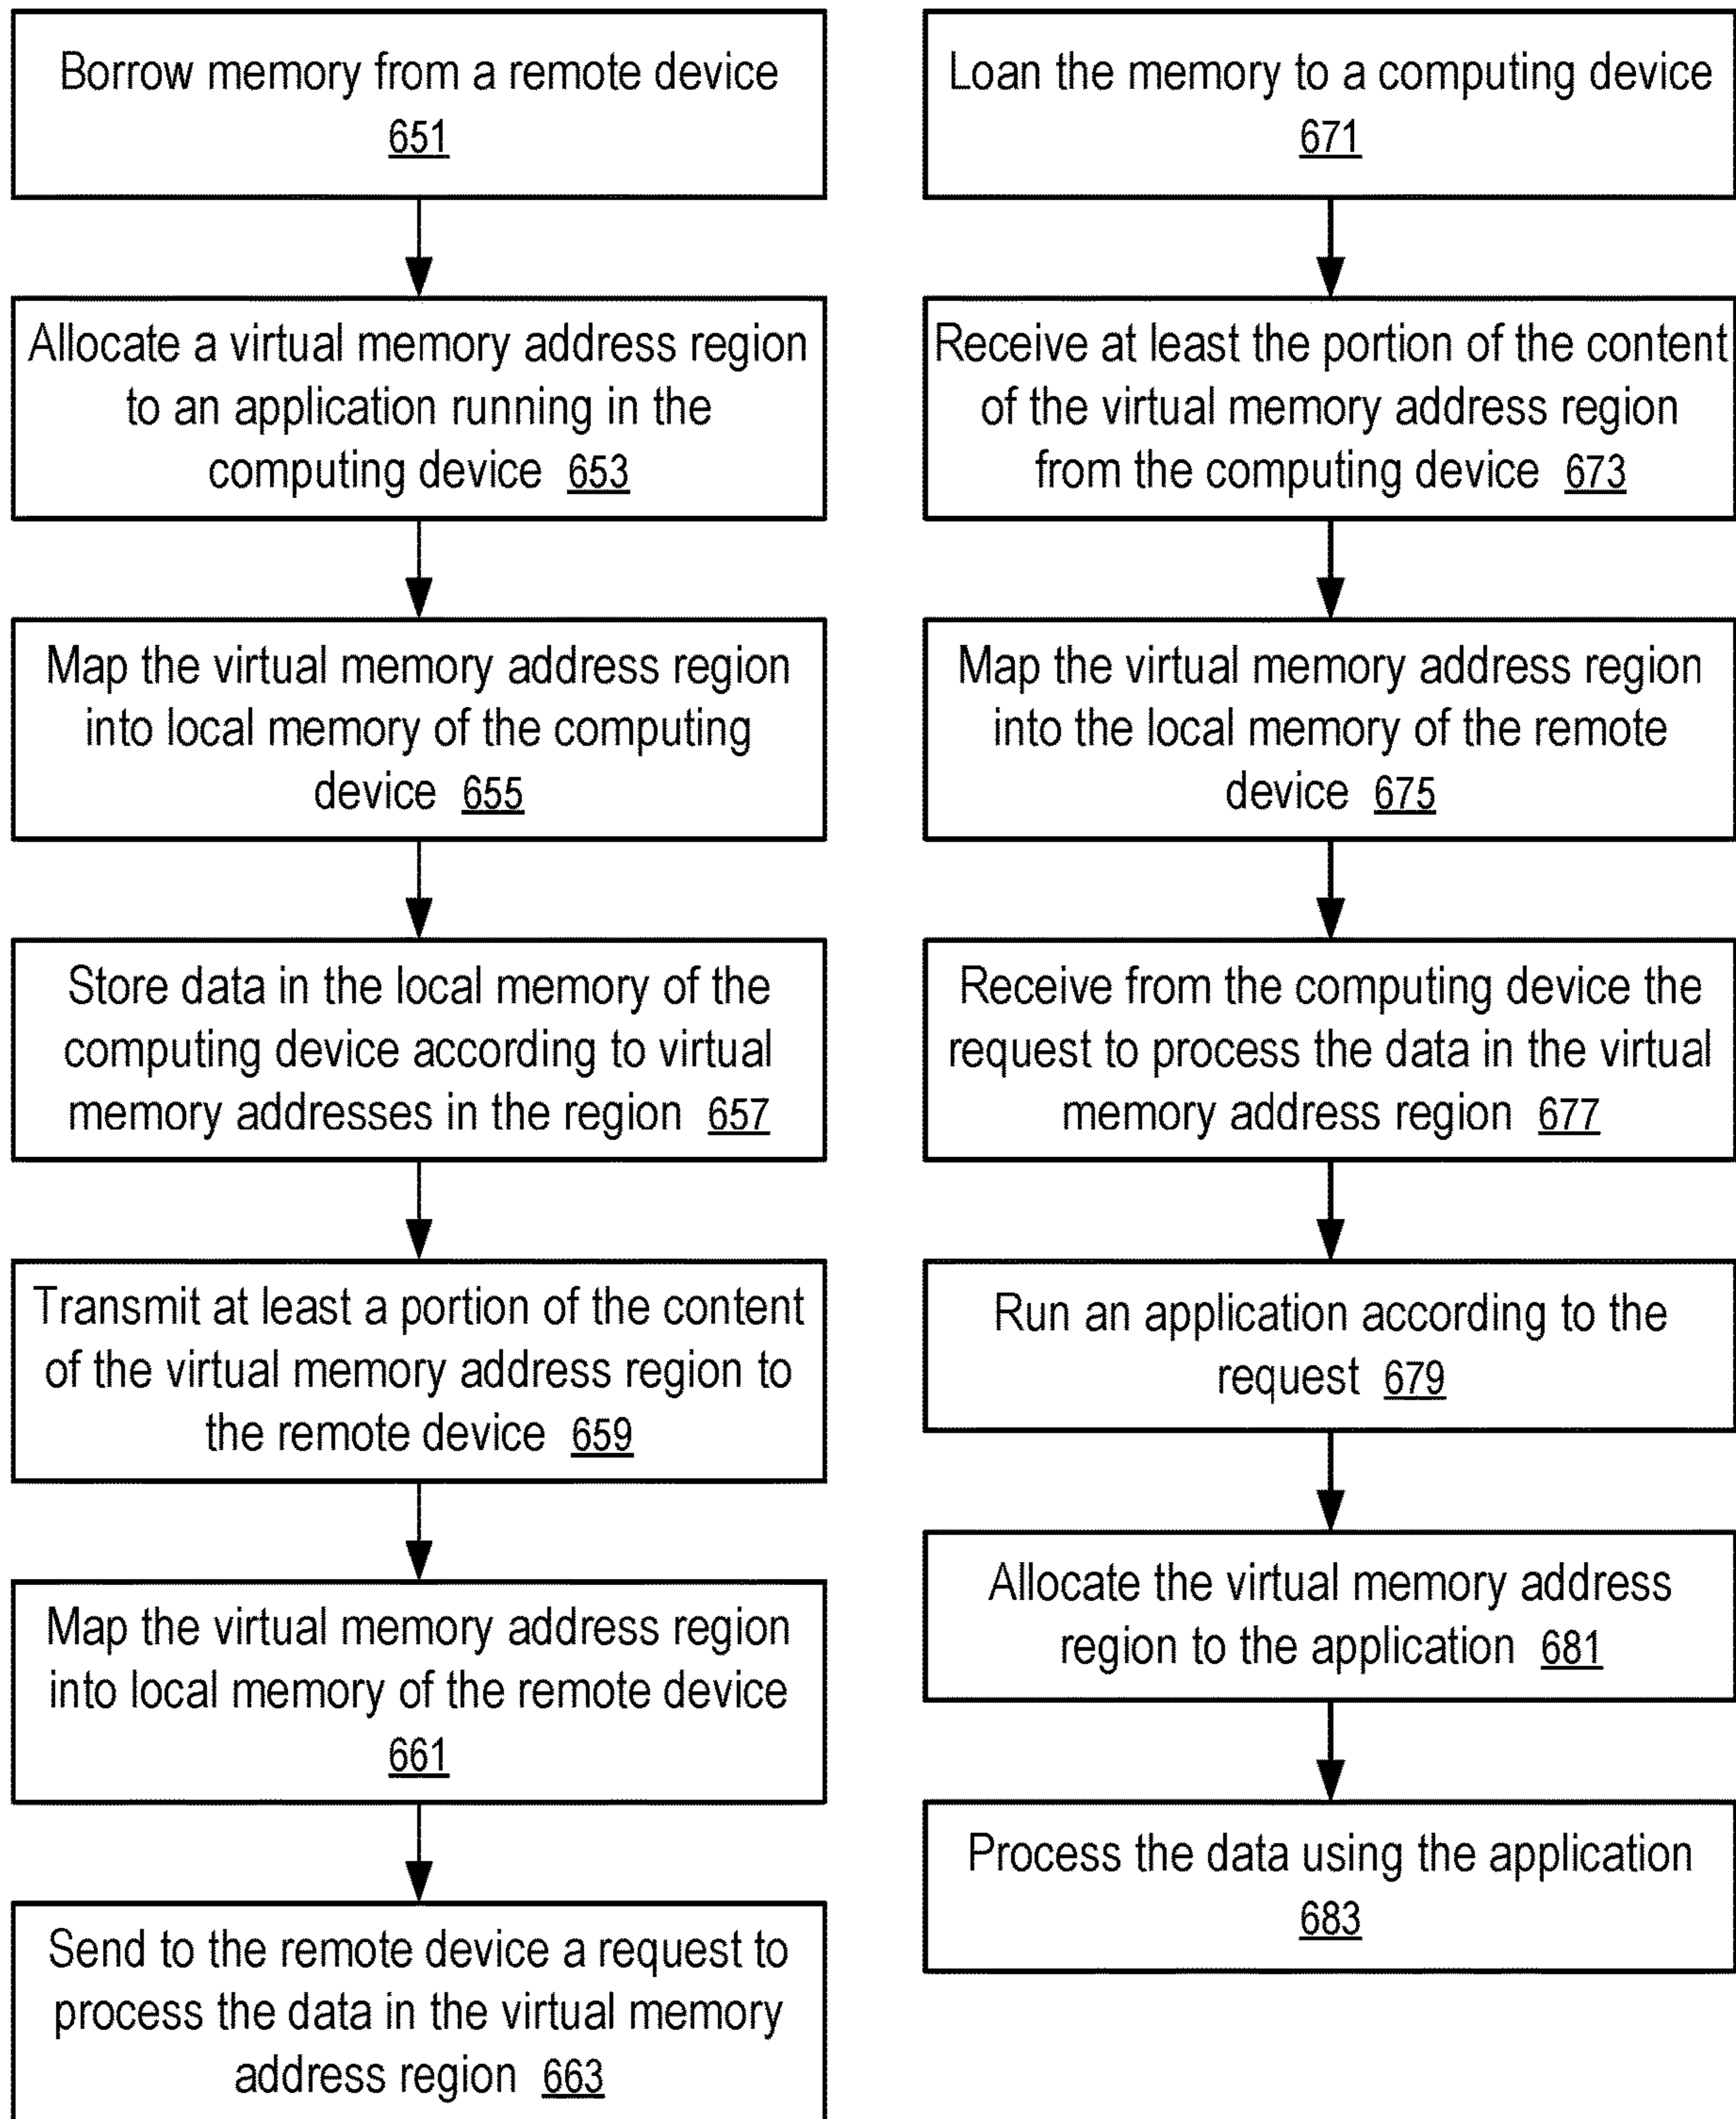 Borrow memory from a remote device
651
Allocate a virtual memory address region
to an application running in the
computing device 653
Map the virtual memory address region
into local memory of the computing
device 655
Store data in the local memory of the
computing device according to virtual
memory addresses in the region 657
Transmit at least a portion of the content
of the virtual memory address region to
the remote device 659
Map the virtual memory address region
into local memory of the remote device
661
Send to the remote device a request to
process the data in the virtual memory
address region 663
Loan the memory to a computing device
671
Receive at least the portion of the content
of the virtual memory address region
from the computing device 673
Map the virtual memory address region
into the local memory of the remote
device 675
Receive from the computing device the
request to process the data in the virtual
memory address region 677
Run an application according to the
request 679
Allocate the virtual memory address
region to the application 681
Process the data using the application
683